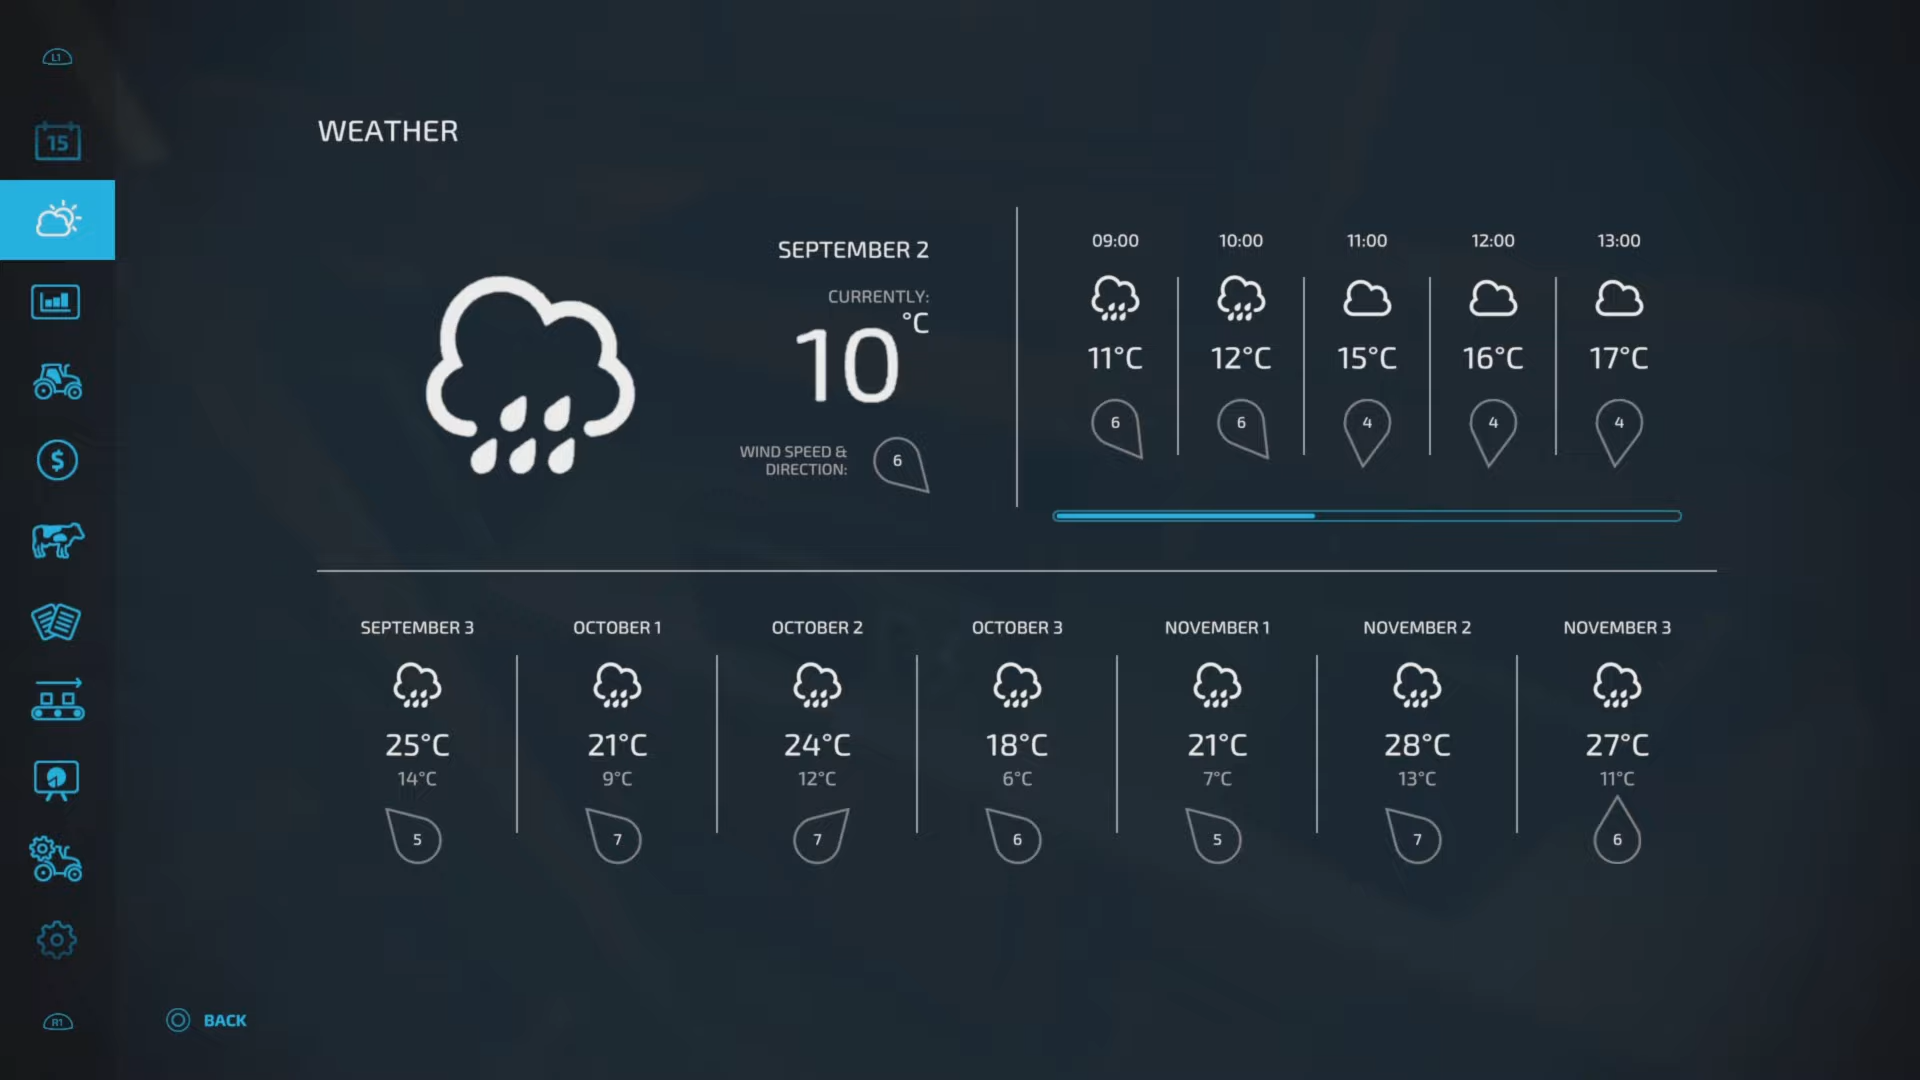 L1
15
WEATHER
SEPTEMBER 2
CURRENTLY:
10 °C
WIND SPEED &
DIRECTION:
6
09:00 10:00 11:00 12:00 13:00
11°C 12°C 15°C 16°C 17°C
6 6 4 4 4
$
SEPTEMBER 3 OCTOBER 1 OCTOBER 2 OCTOBER 3 NOVEMBER 1 NOVEMBER 2 NOVEMBER 3
25°C 21°C 24°C 18°C 21°C 28°C 27°C
14°C 9°C 12°C 6°C 7°C 13°C 11°C
5 7 7 6 5 7 6
R1
BACK